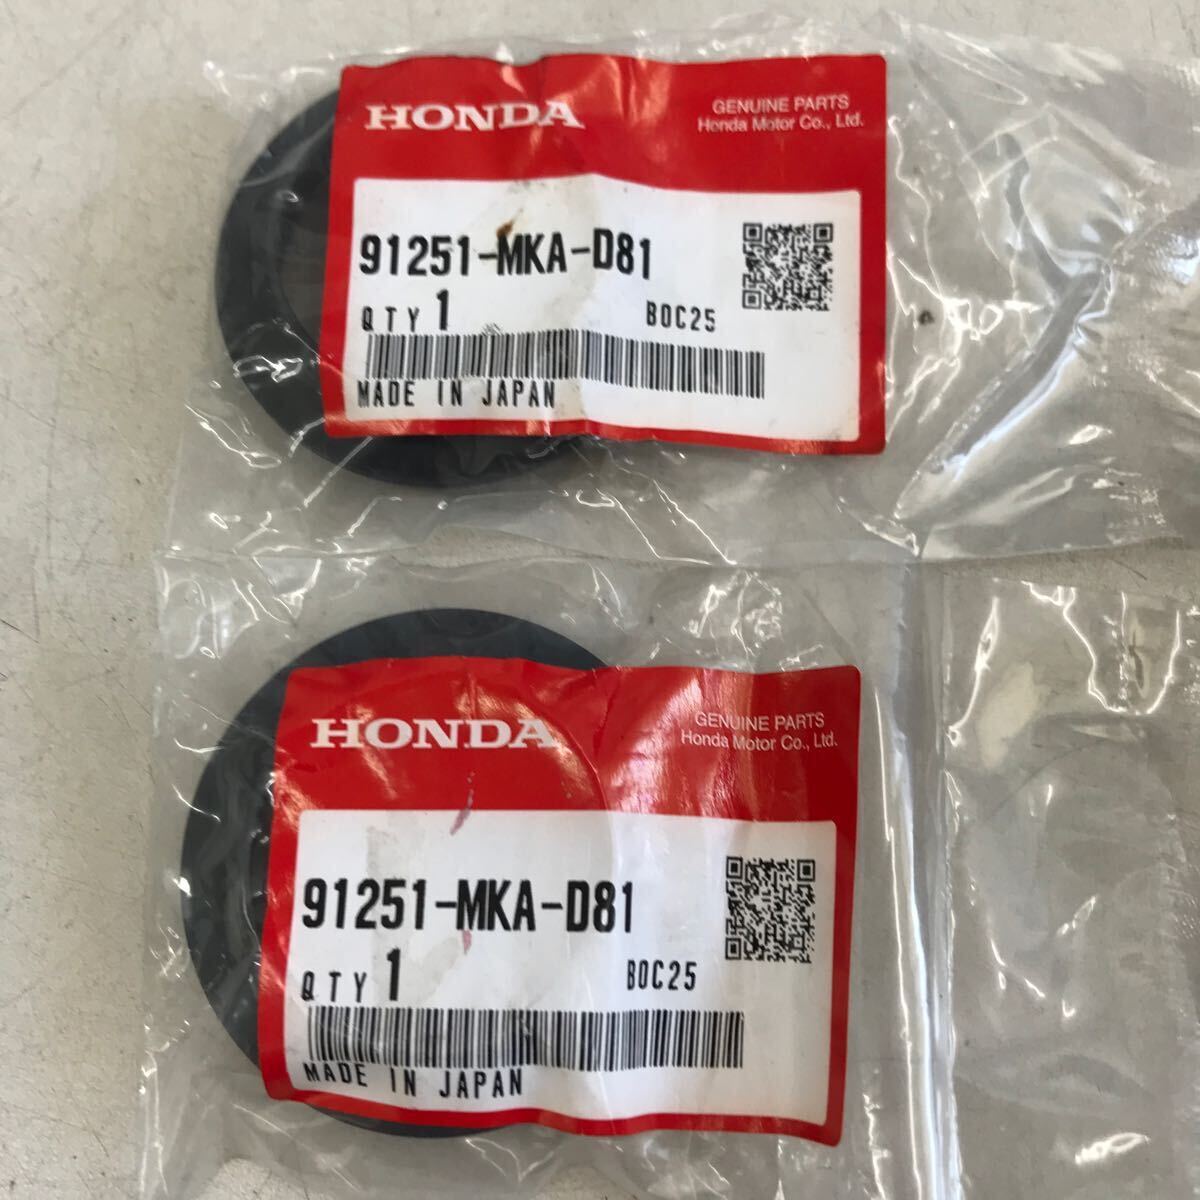 HONDA
GENUINE PARTS
Honda Motor Co., Ltd.
91251-MKA-D81
QTY 1 BOC25
MADE IN JAPAN
HONDA
GENUINE PARTS
Honda Motor Co., Ltd.
91251-MKA-D81
QTY 1 BOC25
MADE IN JAPAN